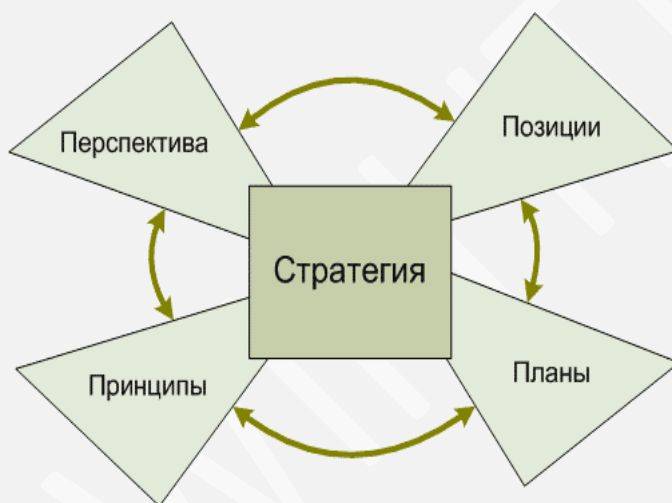 Перспектива
Позиции
Стратегия
Принципы
Планы